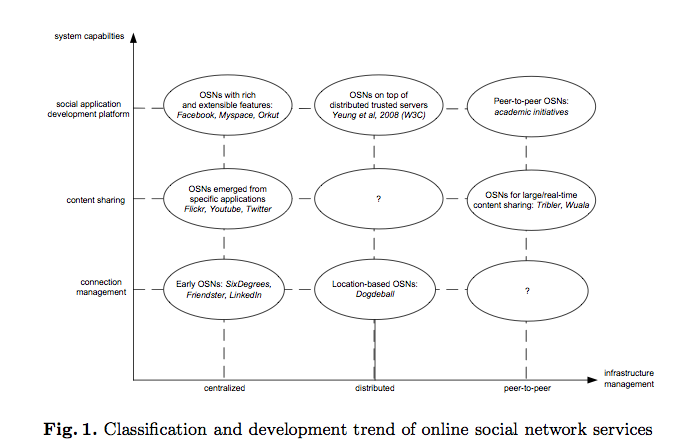 system capabilties
OSNs with rich
and extensible features:
Facebook, Myspace, Orkut
OSNs on top of
distributed trusted servers
Yeung et al, 2008 (W3C)
Peer-to-peer OSNs:
academic initiatives
social application
development platform
OSNs emerged from
specific applications
Flickr, Youtube, Twitter
?
OSNs for large/real-time
content sharing: Tribler, Wuala
content sharing
Early OSNs: SixDegrees,
Friendster, LinkedIn
Location-based OSNs:
Dogdeball
?
connection
management
infrastructure
management
centralized
distributed
peer-to-peer
Fig. 1. Classification and development trend of online social network services